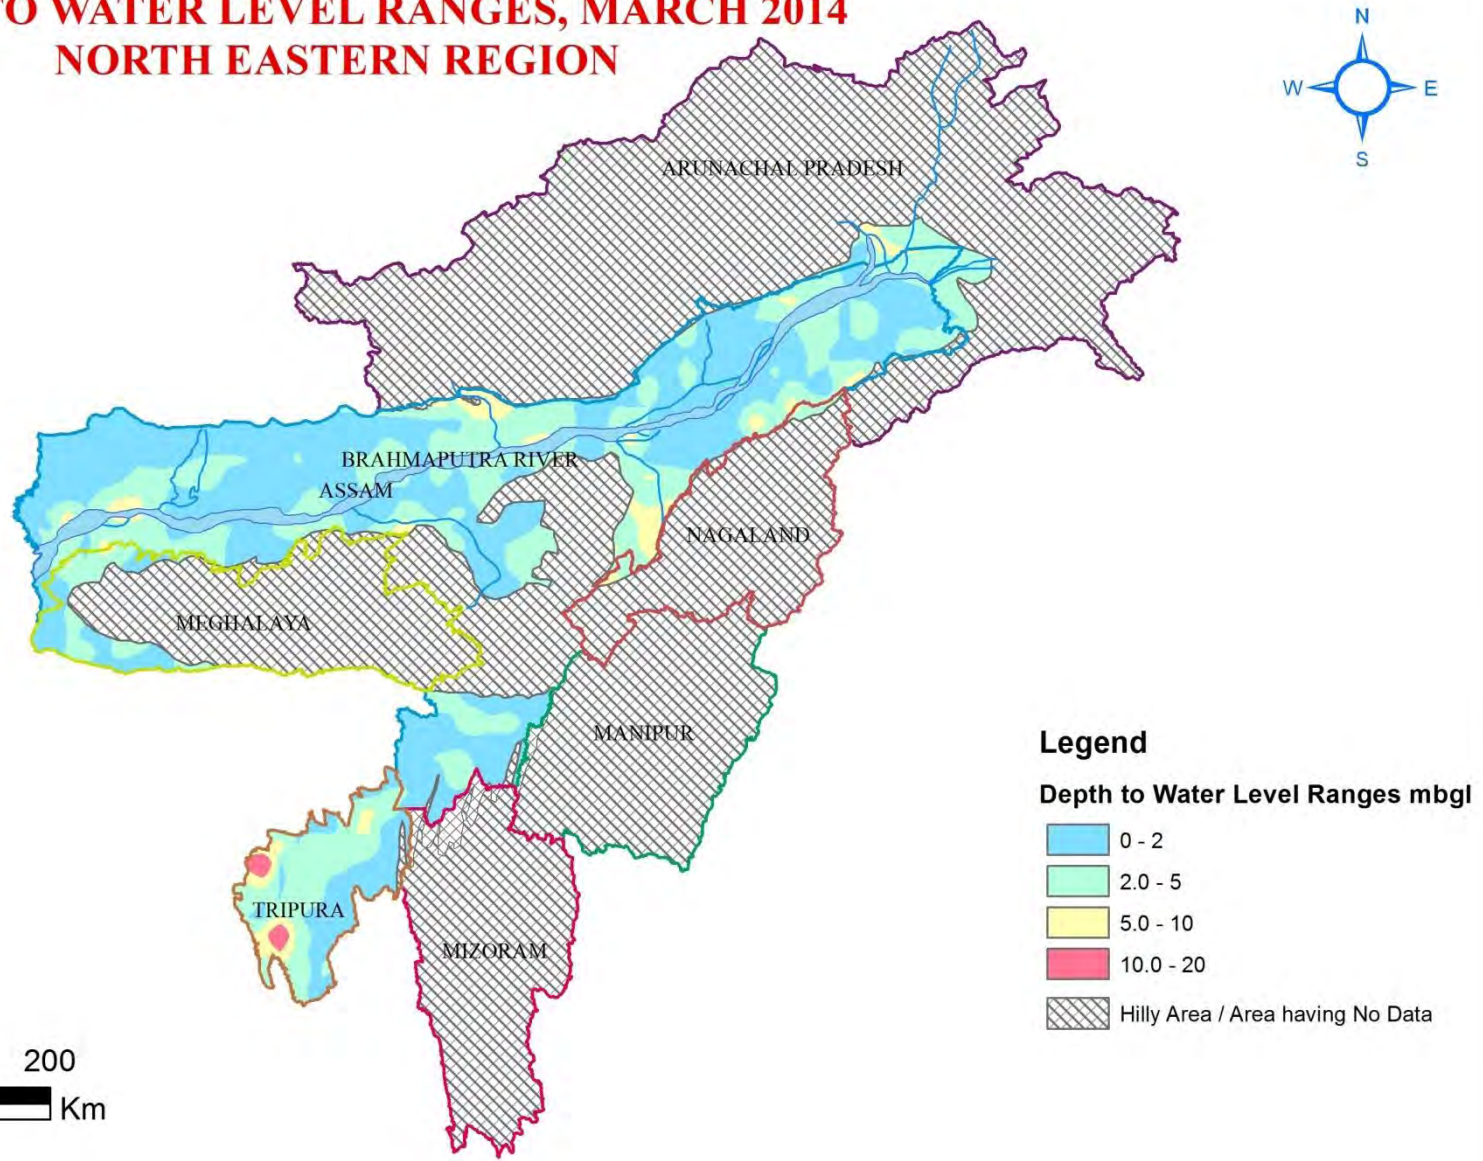 TO WATER LEVEL RANGES, MARCH 2014
NORTH EASTERN REGION
N
W E
S
ARUNACHAL PRADESH
BRAHMAPUTRA RIVER
ASSAM
NAGALAND
MEGHALAYA
MANIPUR
TRIPURA
MIZORAM
Legend
Depth to Water Level Ranges mbgl
0 - 2
2.0 - 5
5.0 - 10
10.0 - 20
Hilly Area / Area having No Data
200
Km